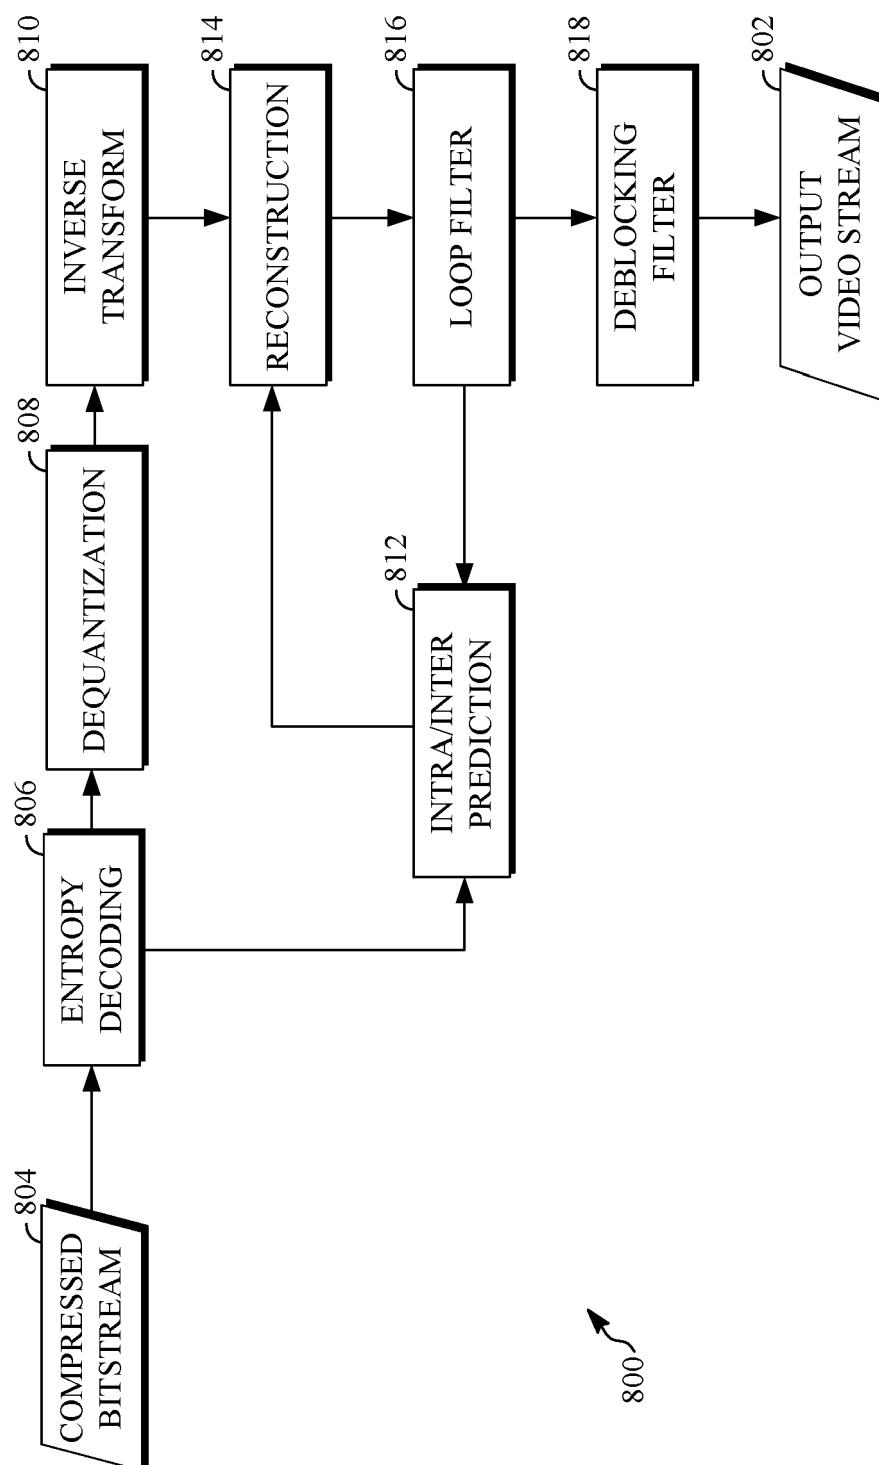 804
COMPRESSED
BITSTREAM
806
ENTROPY
DECODING
808
DEQUANTIZATION
810
INVERSE
TRANSFORM
814
RECONSTRUCTION
812
INTRA/INTER
PREDICTION
816
LOOP FILTER
818
DEBLOCKING
FILTER
802
OUTPUT
VIDEO STREAM
800